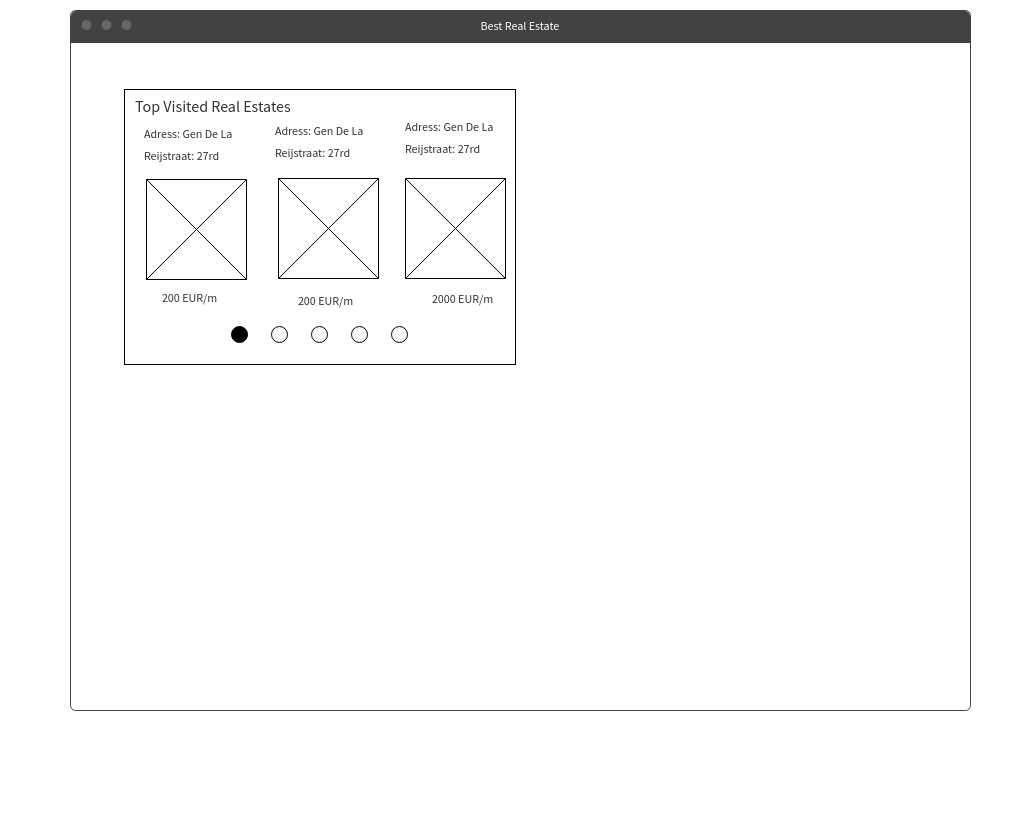 Best Real Estate
Top Visited Real Estates
Adress: Gen De La
Reijstraat: 27rd
Adress: Gen De La
Reijstraat: 27rd
Adress: Gen De La
Reijstraat: 27rd
200 EUR/m
200 EUR/m
2000 EUR/m